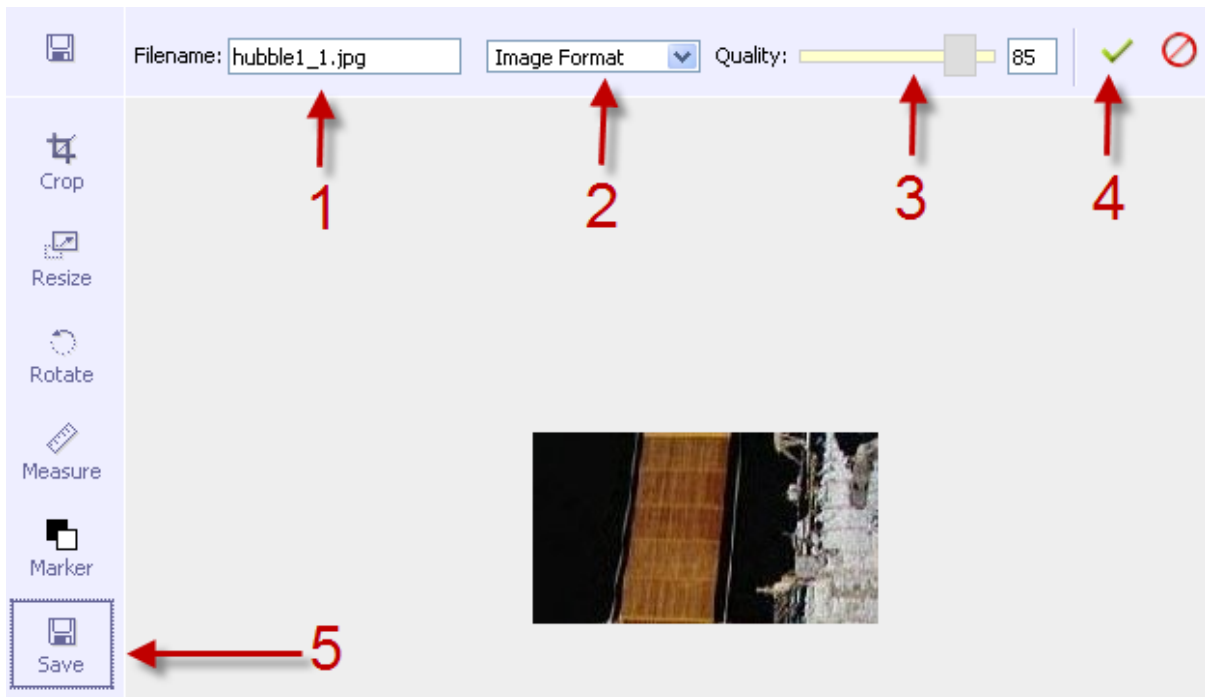 Filename: hubble1_1.jpg Image Format Quality: 85
1 2 3 4
Crop
Resize
Rotate
Measure
Marker
Save 5